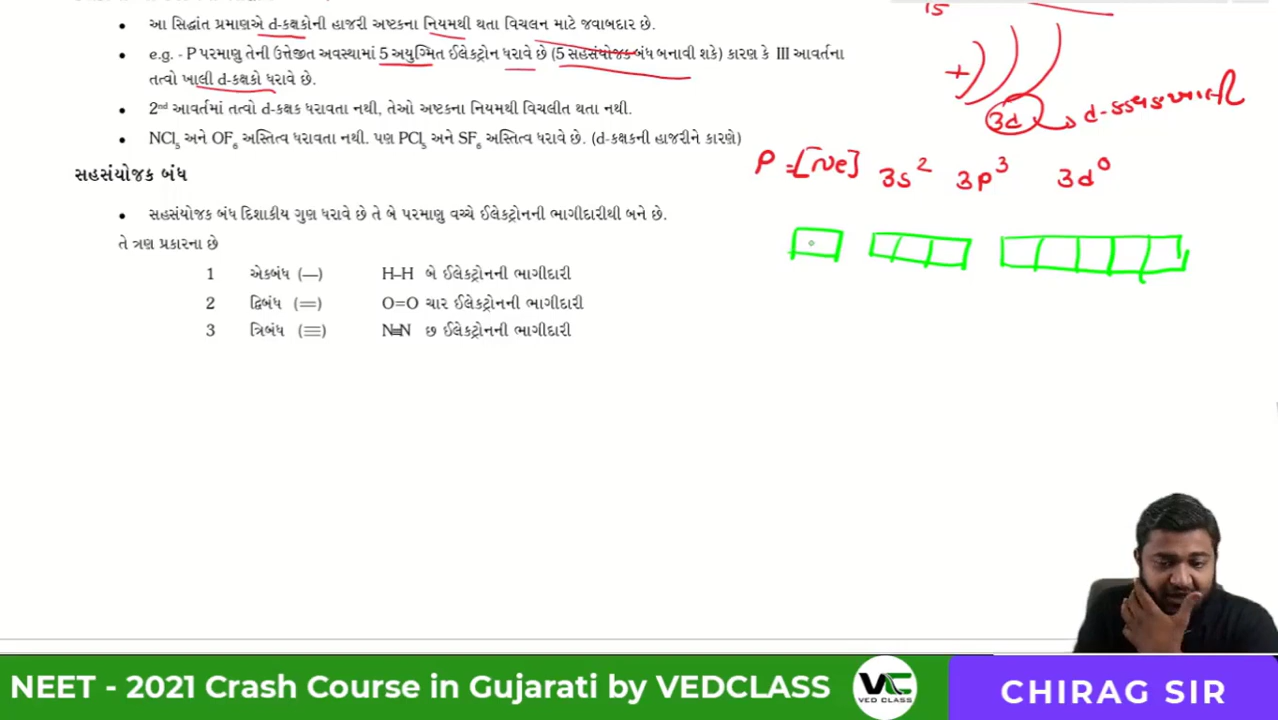 આ સિદ્ધાંત પ્રમાણએ d-કક્ષકોની હાજરી અષ્ટકના નિયમથી થતા વિચલન માટે જવાબદાર છે.
e.g. - P પરમાણુ તેની ઉત્તેજીત અવસ્થામાં 5 અયુગ્મિત ઈલેક્ટ્રોન ધરાવે છે (5 સહસંયોજક બંધ બનાવી શકે) કારણ કે III આવર્તના
તત્વો ખાલી d-કક્ષકો ધરાવે છે.
2nd આવર્તમાં તત્વો d-કક્ષક ધરાવતા નથી, તેઓ અષ્ટકના નિયમથી વિચલીત થતા નથી.
NCl5 અને OF6 અસ્તિત્વ ધરાવતા નથી. પણ PCl5 અને SF6 અસ્તિત્વ ધરાવે છે. (d-કક્ષકની હાજરીને કારણે)
સહસંયોજક બંધ
સહસંયોજક બંધ દિશાકીય ગુણ ધરાવે છે તે બે પરમાણુ વચ્ચે ઈલેક્ટ્રોનની ભાગીદારીથી બને છે.
તે ત્રણ પ્રકારના છે
1 એકબંધ (—) H–H બે ઈલેક્ટ્રોનની ભાગીદારી
2 દ્વિબંધ (=) O=O ચાર ઈલેક્ટ્રોનની ભાગીદારી
3 ત્રિબંધ (≡) N≡N છ ઈલેક્ટ્રોનની ભાગીદારી
15
+
3d → d-કક્ષક ખાલી
P = [Ne] 3s2 3p3 3d0
NEET - 2021 Crash Course in Gujarati by VEDCLASS
VC
VED CLASS
CHIRAG SIR